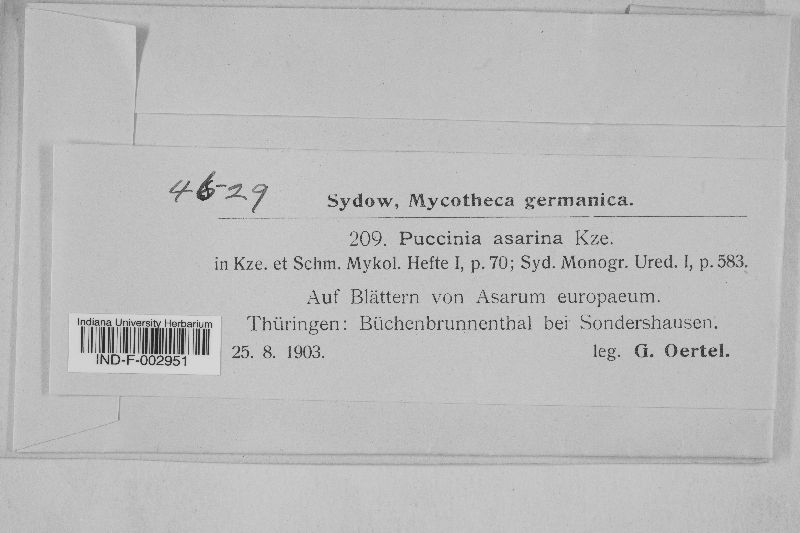 Sydow, Mycotheca germanica.
209. Puccinia asarina Kze.
in Kze. et Schm. Mykol. Hefte I, p. 70; Syd. Monogr. Ured. I, p. 583.
Auf Blättern von Asarum europaeum.
Thüringen: Büchenbrunnenthal bei Sondershausen.
25. 8. 1903. leg. G. Oertel.
Indiana University Herbarium
IND-F-002951